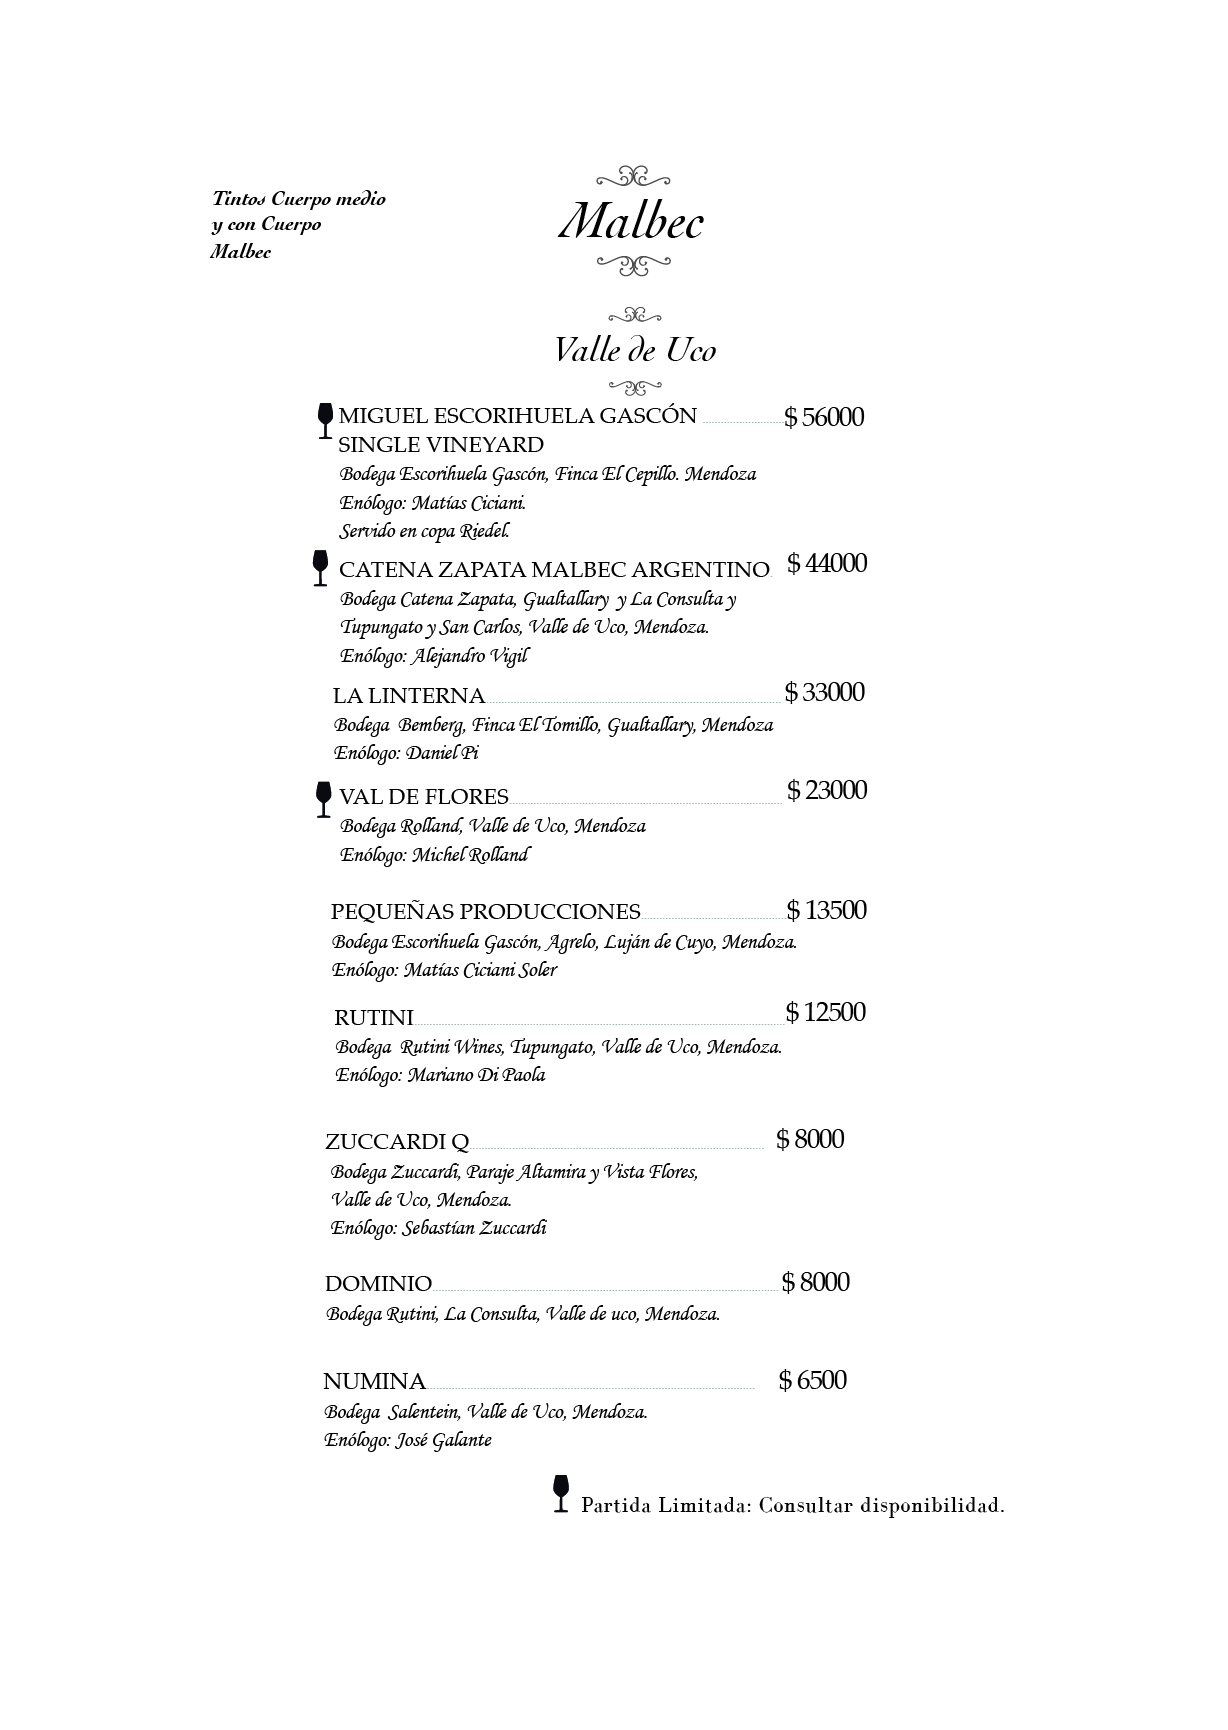 Tintos Cuerpo medio
y con Cuerpo
Malbec
Malbec
Valle de Uco
MIGUEL ESCORIHUELA GASCÓN ........................ $ 56000
SINGLE VINEYARD
Bodega Escorihuela Gascón, Finca El Cepillo. Mendoza
Enólogo: Matías Ciciani.
Servido en copa Riedel.
CATENA ZAPATA MALBEC ARGENTINO. $ 44000
Bodega Catena Zapata, Gualtallary y La Consulta y
Tupungato y San Carlos, Valle de Uco, Mendoza.
Enólogo: Alejandro Vigil
LA LINTERNA........................ $ 33000
Bodega Bemberg, Finca El Tomillo, Gualtallary, Mendoza
Enólogo: Daniel Pi
VAL DE FLORES........................ $ 23000
Bodega Rolland, Valle de Uco, Mendoza
Enólogo: Michel Rolland
PEQUEÑAS PRODUCCIONES........................ $ 13500
Bodega Escorihuela Gascón, Agrelo, Luján de Cuyo, Mendoza.
Enólogo: Matías Ciciani Soler
RUTINI........................ $ 12500
Bodega Rutini Wines, Tupungato, Valle de Uco, Mendoza.
Enólogo: Mariano Di Paola
ZUCCARDI Q........................ $ 8000
Bodega Zuccardi, Paraje Altamira y Vista Flores,
Valle de Uco, Mendoza.
Enólogo: Sebastían Zuccardi
DOMINIO........................ $ 8000
Bodega Rutini, La Consulta, Valle de uco, Mendoza.
NUMINA........................ $ 6500
Bodega Salentein, Valle de Uco, Mendoza.
Enólogo: José Galante
Partida Limitada: Consultar disponibilidad.